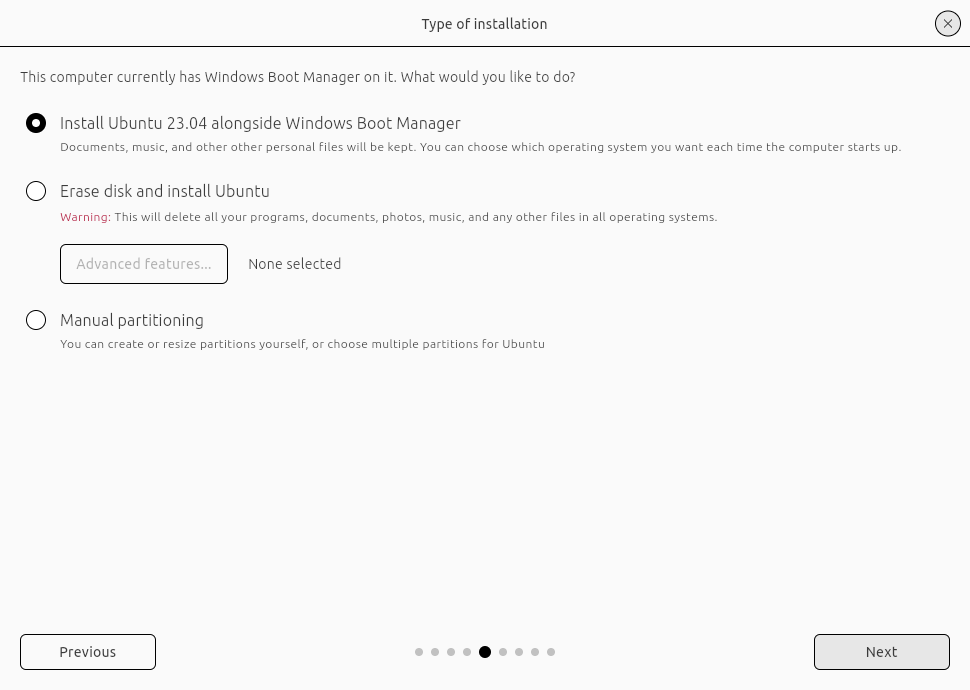 Type of installation
This computer currently has Windows Boot Manager on it. What would you like to do?
Install Ubuntu 23.04 alongside Windows Boot Manager
Documents, music, and other other personal files will be kept. You can choose which operating system you want each time the computer starts up.
Erase disk and install Ubuntu
Warning: This will delete all your programs, documents, photos, music, and any other files in all operating systems.
Advanced features... None selected
Manual partitioning
You can create or resize partitions yourself, or choose multiple partitions for Ubuntu
Previous Next